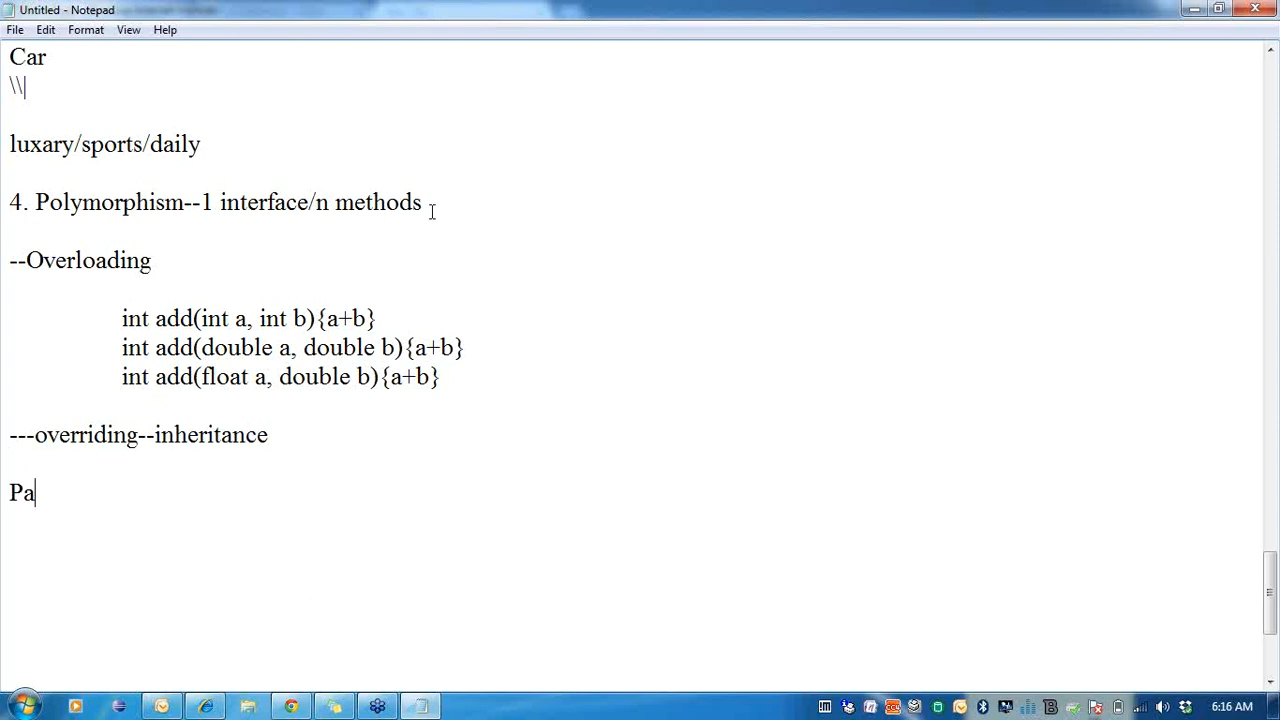 Untitled - Notepad
File Edit Format View Help
Car
\\|
luxary/sports/daily
4. Polymorphism--1 interface/n methods
--Overloading
int add(int a, int b){a+b}
int add(double a, double b){a+b}
int add(float a, double b){a+b}
---overriding--inheritance
Pa
6:16 AM